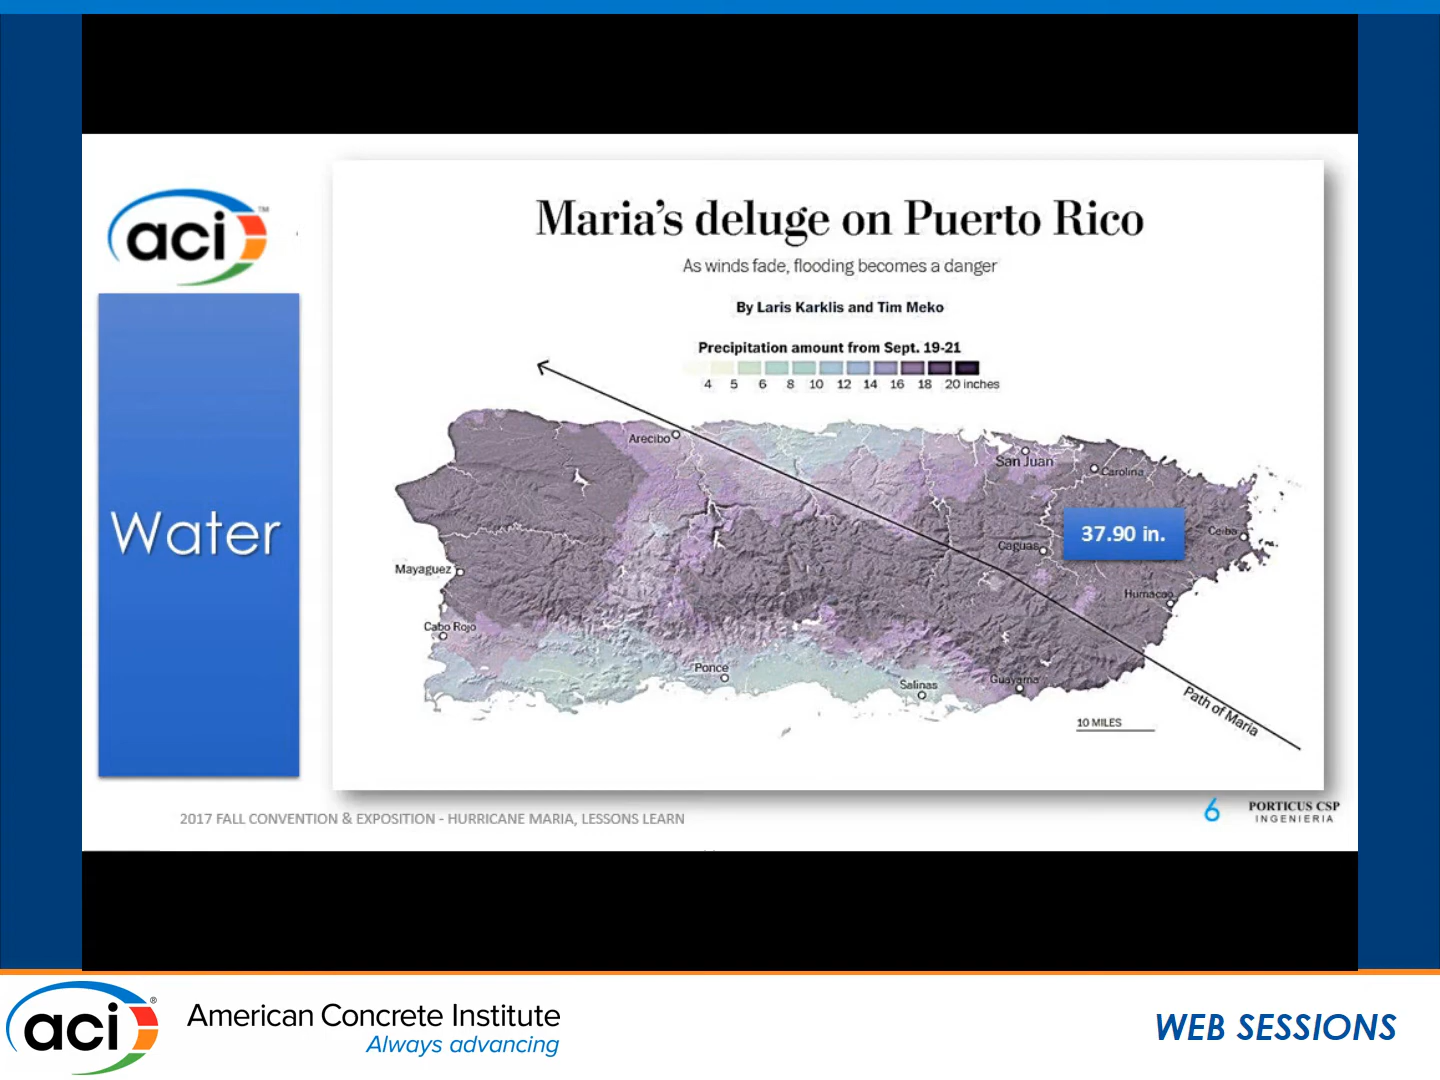 aci
™
Water
Maria's deluge on Puerto Rico
As winds fade, flooding becomes a danger
By Laris Karklis and Tim Meko
Precipitation amount from Sept. 19-21
4 5 6 8 10 12 14 16 18 20 inches
Arecibo
San Juan
Carolina
37.90 in.
Ceiba
Caguas
Mayaguez
Humacao
Cabo Rojo
Ponce
Guayama
Salinas
Path of Maria
10 MILES
2017 FALL CONVENTION & EXPOSITION - HURRICANE MARIA, LESSONS LEARN
6
PORTICUS CSP
INGENIERIA
aci
®
American Concrete Institute
Always advancing
WEB SESSIONS